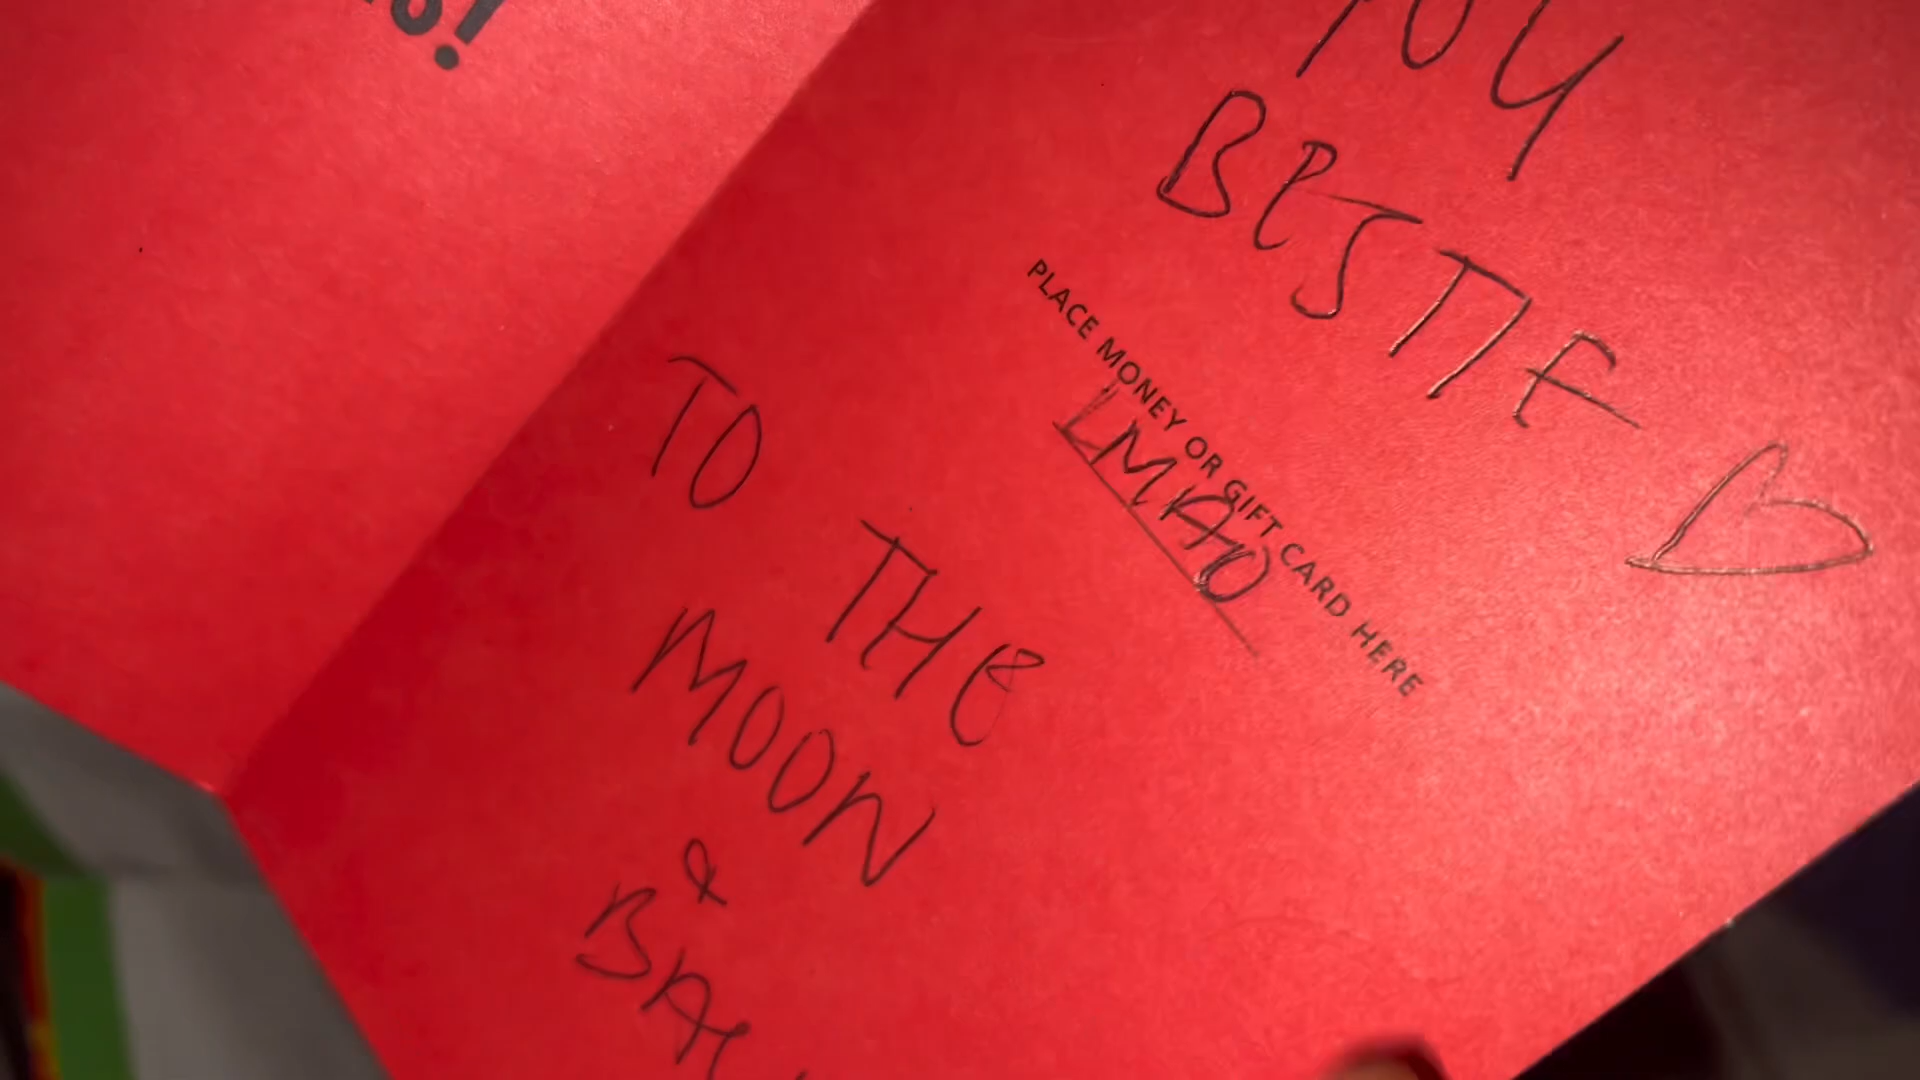 YOU
BESTIE
PLACE MONEY OR GIFT CARD HERE
LMAO
TO
THE
MOON
&